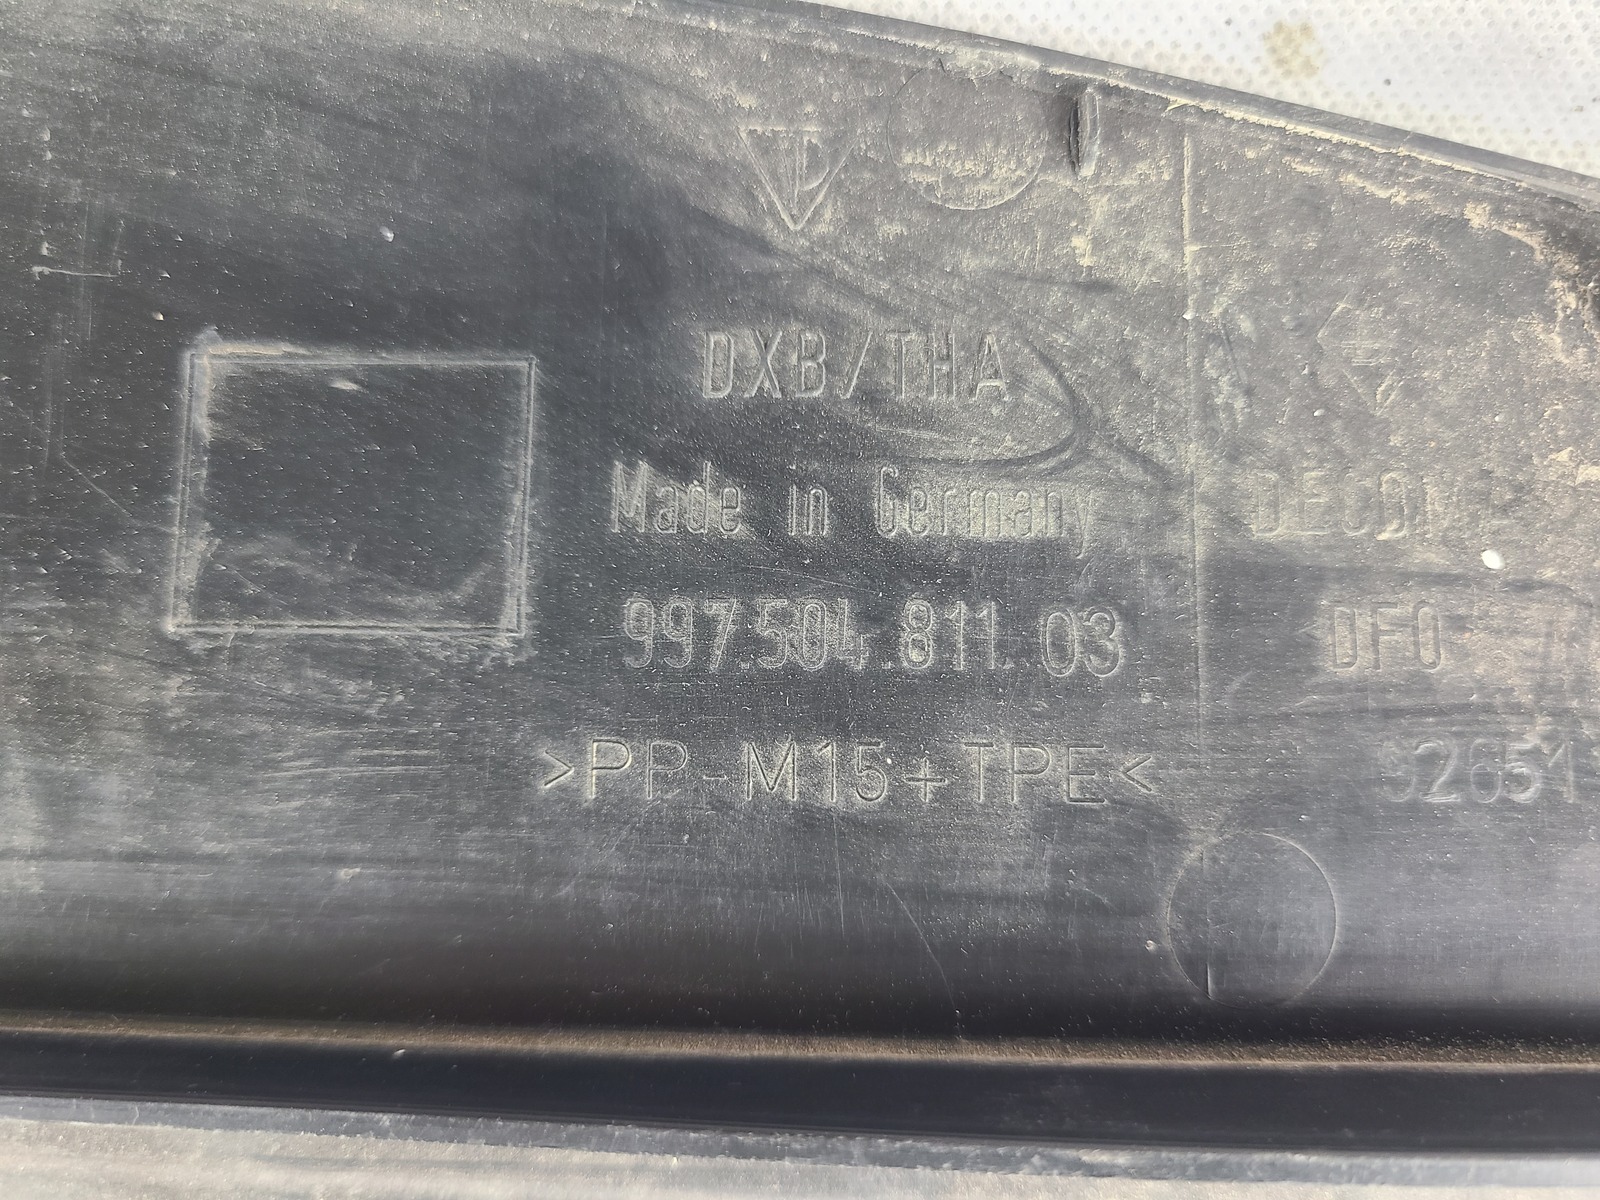 DXB/THA
Made in Germany
997.504.811.03
>PP-M15+TPE<
DFO
92651